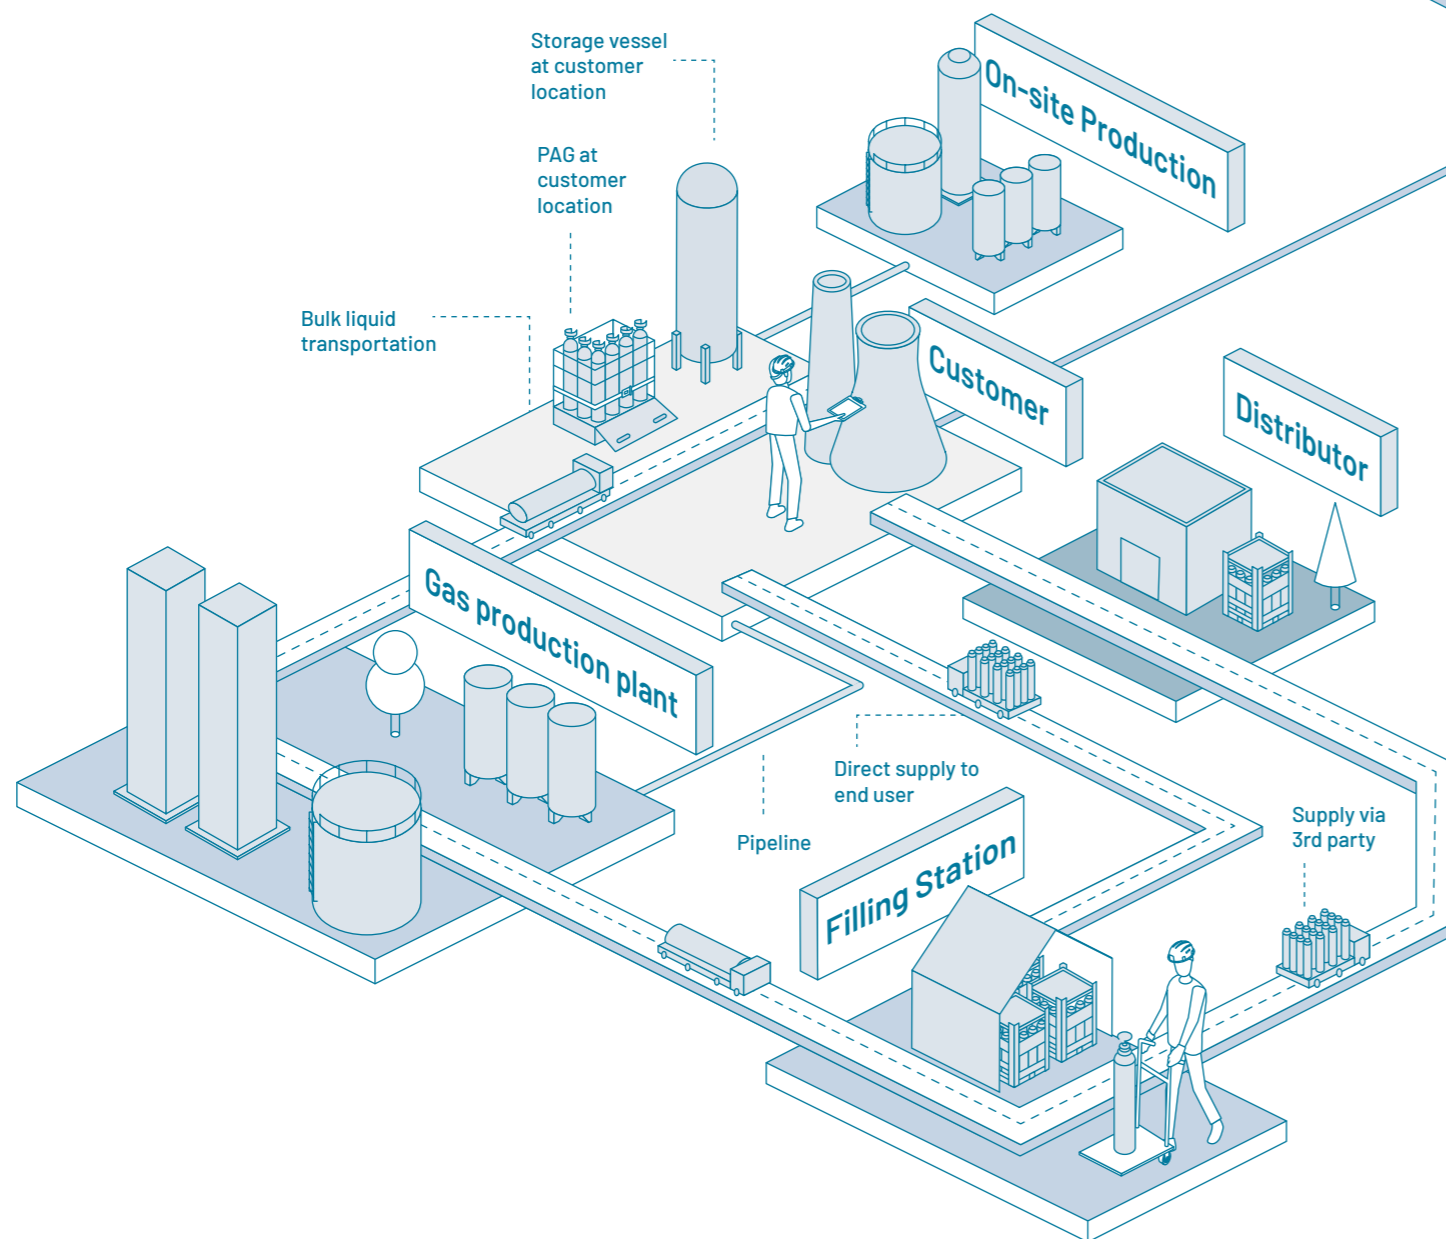 Storage vessel
at customer
location
On-site Production
PAG at
customer
location
Bulk liquid
transportation
Customer
Distributor
Gas production plant
Direct supply to
end user
Pipeline
Supply via
3rd party
Filling Station